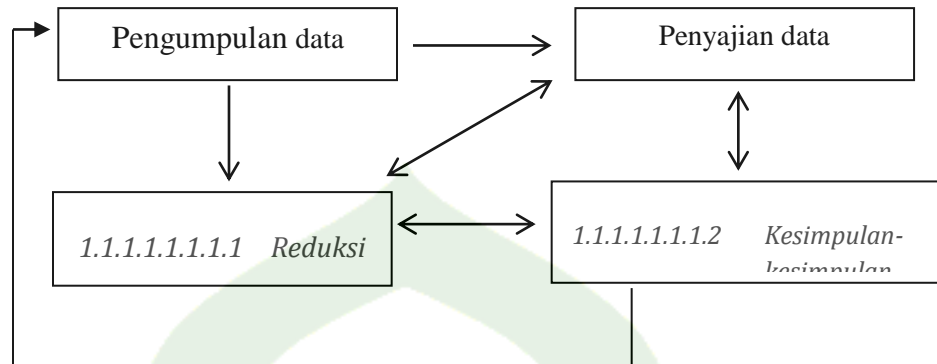 Pengumpulan data
Penyajian data
1.1.1.1.1.1.1.1 Reduksi
1.1.1.1.1.1.1.2 Kesimpulan-
kesimpulan